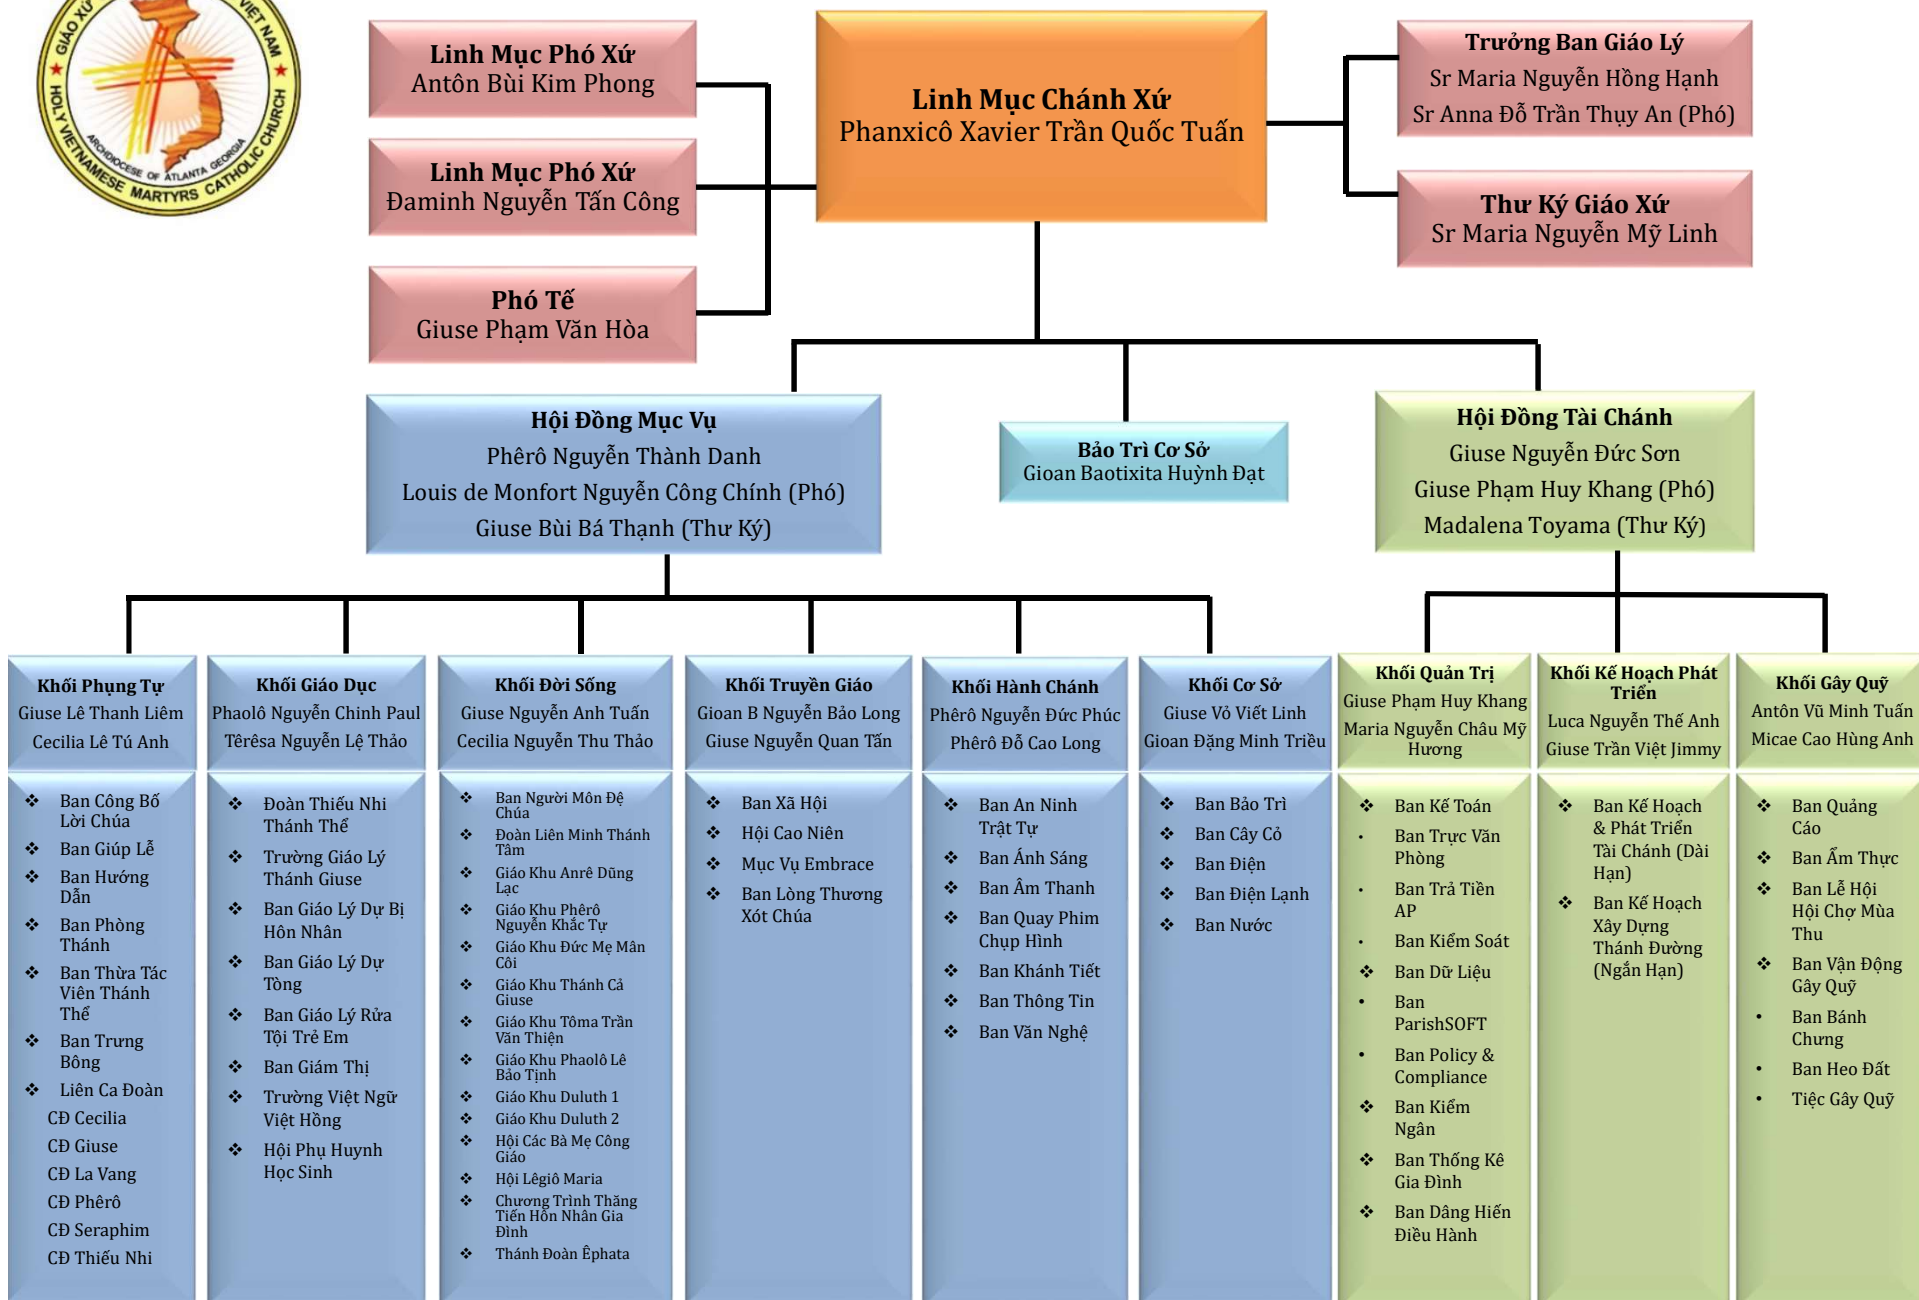 GIÁO XỨ
VIỆT NAM
HOLY VIETNAMESE MARTYRS CATHOLIC CHURCH
ARCHDIOCESE OF ATLANTA GEORGIA
Linh Mục Phó Xứ
Antôn Bùi Kim Phong
Linh Mục Phó Xứ
Đaminh Nguyễn Tấn Công
Phó Tế
Giuse Phạm Văn Hòa
Linh Mục Chánh Xứ
Phanxicô Xavier Trần Quốc Tuấn
Trưởng Ban Giáo Lý
Sr Maria Nguyễn Hồng Hạnh
Sr Anna Đỗ Trần Thụy An (Phó)
Thư Ký Giáo Xứ
Sr Maria Nguyễn Mỹ Linh
Hội Đồng Mục Vụ
Phêrô Nguyễn Thành Danh
Louis de Monfort Nguyễn Công Chính (Phó)
Giuse Bùi Bá Thạnh (Thư Ký)
Bảo Trì Cơ Sở
Gioan Baotixita Huỳnh Đạt
Hội Đồng Tài Chánh
Giuse Nguyễn Đức Sơn
Giuse Phạm Huy Khang (Phó)
Madalena Toyama (Thư Ký)
Khối Phụng Tự
Giuse Lê Thanh Liêm
Cecilia Lê Tú Anh
❖ Ban Công Bố
Lời Chúa
❖ Ban Giúp Lễ
❖ Ban Hướng
Dẫn
❖ Ban Phòng
Thánh
❖ Ban Thừa Tác
Viên Thánh
Thể
❖ Ban Trưng
Bông
❖ Liên Ca Đoàn
CĐ Cecilia
CĐ Giuse
CĐ La Vang
CĐ Phêrô
CĐ Seraphim
CĐ Thiếu Nhi
Khối Giáo Dục
Phaolô Nguyễn Chinh Paul
Têrêsa Nguyễn Lệ Thảo
❖ Đoàn Thiếu Nhi
Thánh Thể
❖ Trường Giáo Lý
Thánh Giuse
❖ Ban Giáo Lý Dự Bị
Hôn Nhân
❖ Ban Giáo Lý Dự
Tòng
❖ Ban Giáo Lý Rửa
Tội Trẻ Em
❖ Ban Giám Thị
❖ Trường Việt Ngữ
Việt Hồng
❖ Hội Phụ Huynh
Học Sinh
Khối Đời Sống
Giuse Nguyễn Anh Tuấn
Cecilia Nguyễn Thu Thảo
❖ Ban Người Môn Đệ
Chúa
❖ Đoàn Liên Minh Thánh
Tâm
❖ Giáo Khu Anrê Dũng
Lạc
❖ Giáo Khu Phêrô
Nguyễn Khắc Tự
❖ Giáo Khu Đức Mẹ Mân
Côi
❖ Giáo Khu Thánh Cả
Giuse
❖ Giáo Khu Tôma Trần
Văn Thiện
❖ Giáo Khu Phaolô Lê
Bảo Tịnh
❖ Giáo Khu Duluth 1
❖ Giáo Khu Duluth 2
❖ Hội Các Bà Mẹ Công
Giáo
❖ Hội Lêgiô Maria
❖ Chương Trình Thăng
Tiến Hôn Nhân Gia
Đình
❖ Thánh Đoàn Êphata
Khối Truyền Giáo
Gioan B Nguyễn Bảo Long
Giuse Nguyễn Quan Tấn
❖ Ban Xã Hội
❖ Hội Cao Niên
❖ Mục Vụ Embrace
❖ Ban Lòng Thương
Xót Chúa
Khối Hành Chánh
Phêrô Nguyễn Đức Phúc
Phêrô Đỗ Cao Long
❖ Ban An Ninh
Trật Tự
❖ Ban Ánh Sáng
❖ Ban Âm Thanh
❖ Ban Quay Phim
Chụp Hình
❖ Ban Khánh Tiết
❖ Ban Thông Tin
❖ Ban Văn Nghệ
Khối Cơ Sở
Giuse Vỏ Viết Linh
Gioan Đặng Minh Triều
❖ Ban Bảo Trì
❖ Ban Cây Cỏ
❖ Ban Điện
❖ Ban Điện Lạnh
❖ Ban Nước
Khối Quản Trị
Giuse Phạm Huy Khang
Maria Nguyễn Châu Mỹ
Hương
❖ Ban Kế Toán
• Ban Trực Văn
Phòng
• Ban Trả Tiền
AP
• Ban Kiểm Soát
❖ Ban Dữ Liệu
• Ban
ParishSOFT
• Ban Policy &
Compliance
❖ Ban Kiểm
Ngân
❖ Ban Thống Kê
Gia Đình
❖ Ban Dâng Hiến
Điều Hành
Khối Kế Hoạch Phát
Triển
Luca Nguyễn Thế Anh
Giuse Trần Việt Jimmy
❖ Ban Kế Hoạch
& Phát Triển
Tài Chánh (Dài
Hạn)
❖ Ban Kế Hoạch
Xây Dựng
Thánh Đường
(Ngắn Hạn)
Khối Gây Quỹ
Antôn Vũ Minh Tuấn
Micae Cao Hùng Anh
❖ Ban Quảng
Cáo
❖ Ban Ẩm Thực
❖ Ban Lễ Hội
Hội Chợ Mùa
Thu
❖ Ban Vận Động
Gây Quỹ
• Ban Bánh
Chưng
• Ban Heo Đất
• Tiệc Gây Quỹ